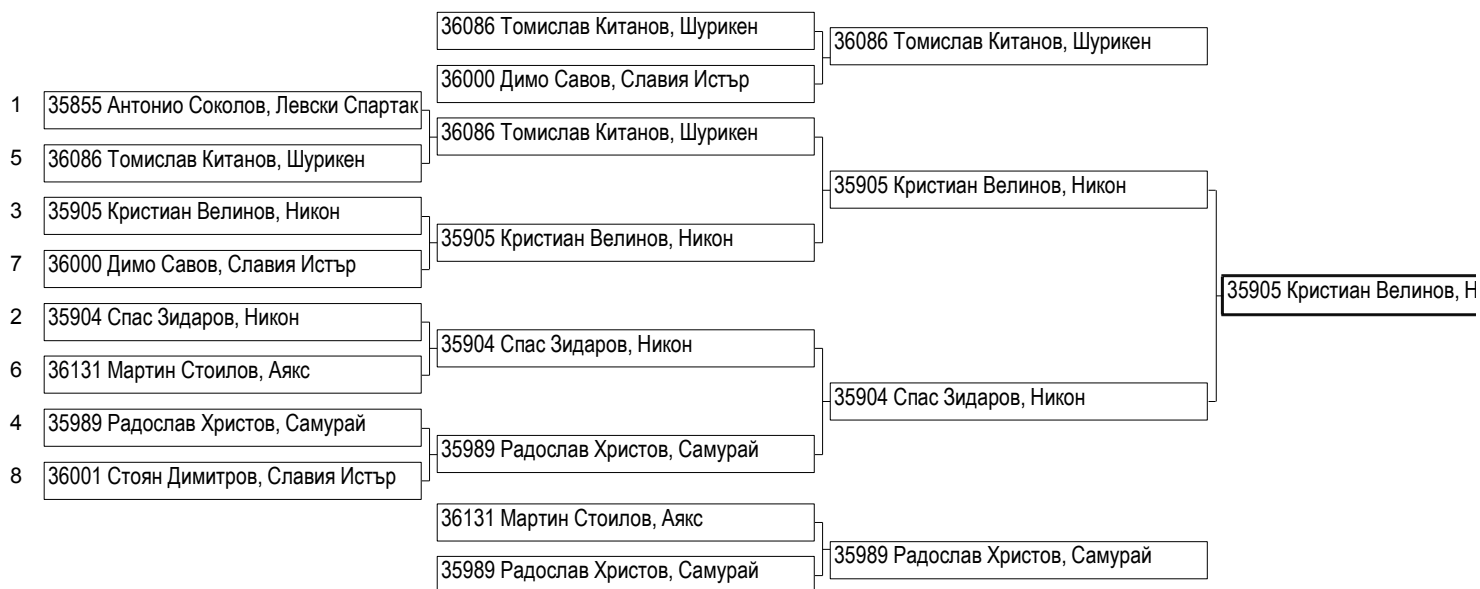 36086 Томислав Китанов, Шурикен
36000 Димо Савов, Славия Истър
36086 Томислав Китанов, Шурикен
1 35855 Антонио Соколов, Левски Спартак
5 36086 Томислав Китанов, Шурикен
36086 Томислав Китанов, Шурикен
3 35905 Кристиан Велинов, Никон
7 36000 Димо Савов, Славия Истър
35905 Кристиан Велинов, Никон
35905 Кристиан Велинов, Никон
2 35904 Спас Зидаров, Никон
6 36131 Мартин Стоилов, Аякс
35904 Спас Зидаров, Никон
4 35989 Радослав Христов, Самурай
8 36001 Стоян Димитров, Славия Истър
35989 Радослав Христов, Самурай
35904 Спас Зидаров, Никон
35905 Кристиан Велинов, Н
36131 Мартин Стоилов, Аякс
35989 Радослав Христов, Самурай
35989 Радослав Христов, Самурай